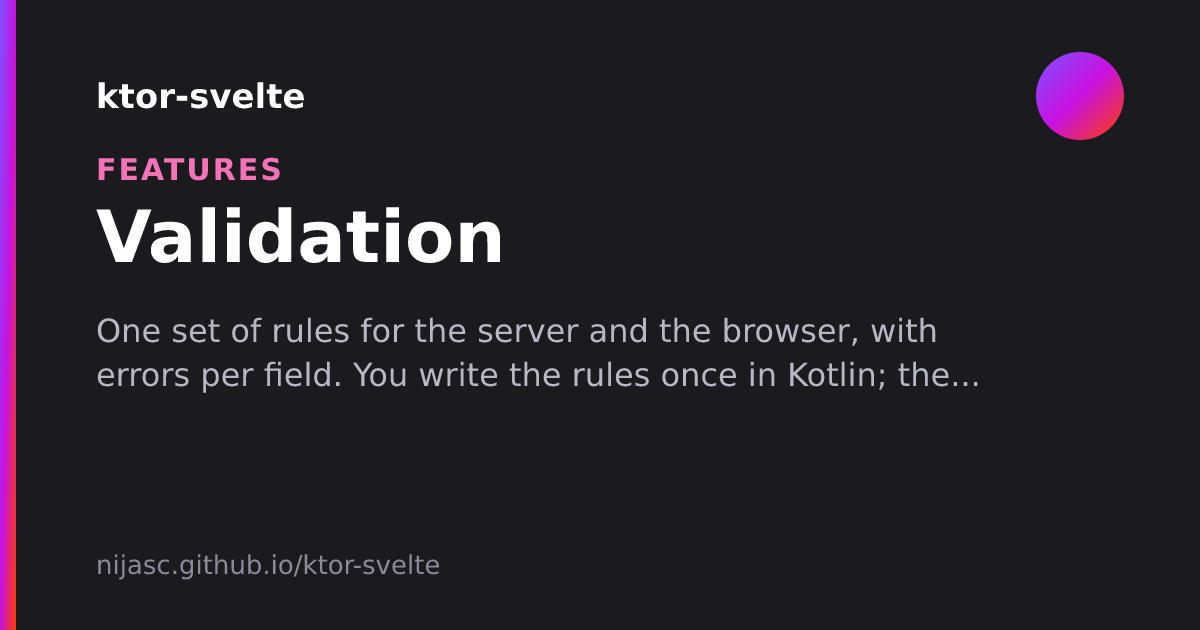 ktor-svelte
FEATURES
Validation
One set of rules for the server and the browser, with
errors per field. You write the rules once in Kotlin; the...
nijasc.github.io/ktor-svelte